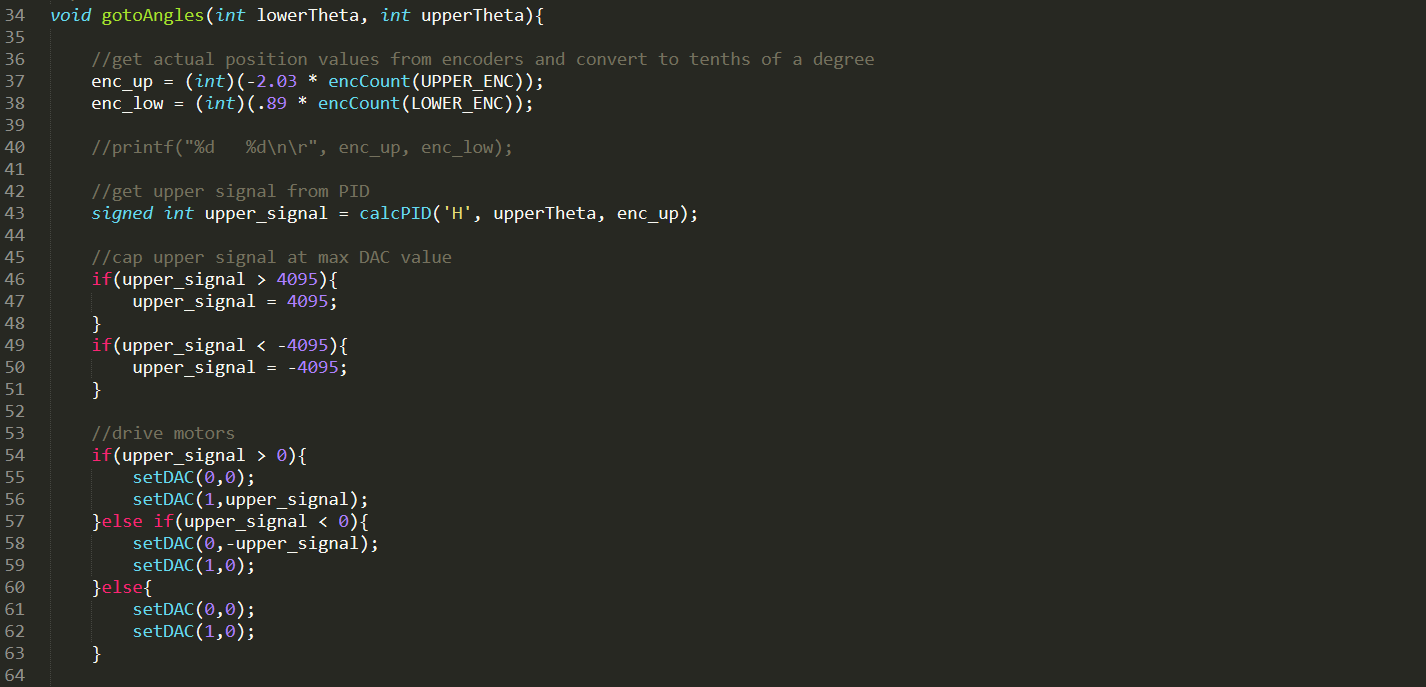 34 void gotoAngles(int lowerTheta, int upperTheta){
35
36     //get actual position values from encoders and convert to tenths of a degree
37     enc_up = (int)(-2.03 * encCount(UPPER_ENC));
38     enc_low = (int)(.89 * encCount(LOWER_ENC));
39
40     //printf("%d   %d\n\r", enc_up, enc_low);
41
42     //get upper signal from PID
43     signed int upper_signal = calcPID('H', upperTheta, enc_up);
44
45     //cap upper signal at max DAC value
46     if(upper_signal > 4095){
47         upper_signal = 4095;
48     }
49     if(upper_signal < -4095){
50         upper_signal = -4095;
51     }
52
53     //drive motors
54     if(upper_signal > 0){
55         setDAC(0,0);
56         setDAC(1,upper_signal);
57     }else if(upper_signal < 0){
58         setDAC(0,-upper_signal);
59         setDAC(1,0);
60     }else{
61         setDAC(0,0);
62         setDAC(1,0);
63     }
64